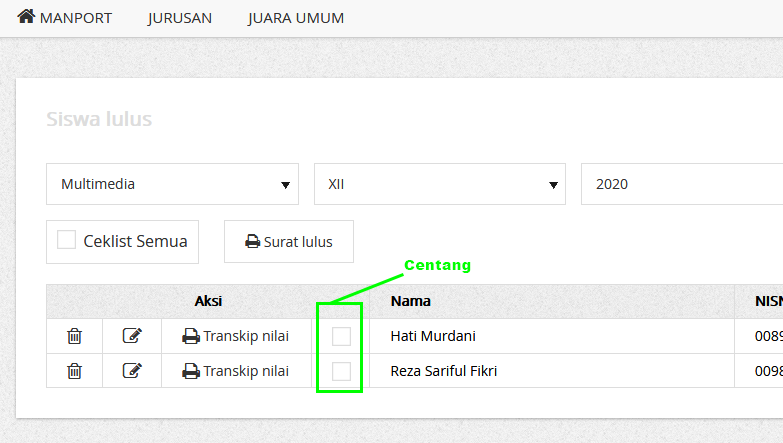 MANPORT JURUSAN JUARA UMUM
Siswa lulus
Multimedia XII 2020
Ceklist Semua Surat lulus
Centang
Aksi Nama NISN
Transkip nilai Hati Murdani 0089
Transkip nilai Reza Sariful Fikri 0098